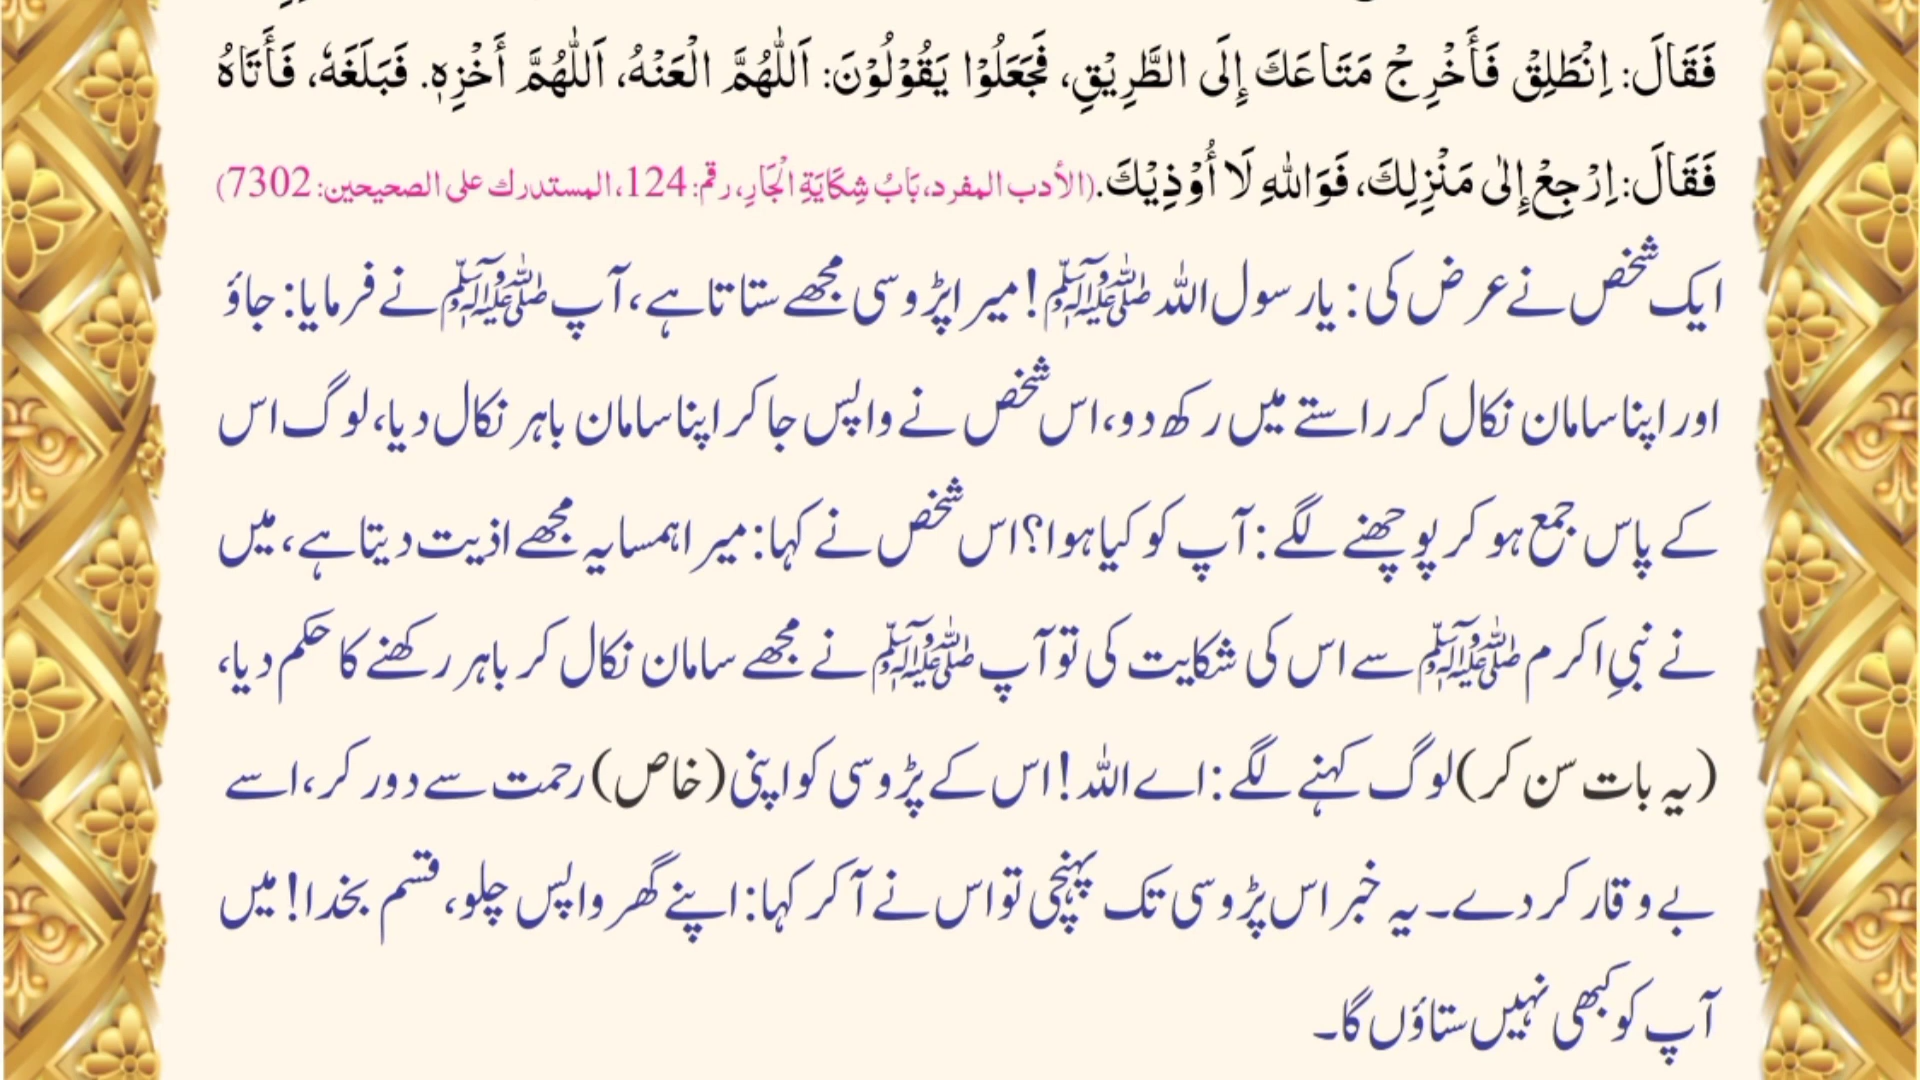 فَقَالَ: اِنْطَلِقْ فَأَخْرِجْ مَتَاعَكَ إِلَى الطَّرِيْقِ، فَجَعَلُوْا يَقُوْلُوْنَ: اَللّٰهُمَّ الْعَنْهُ، اَللّٰهُمَّ أَخْزِهٖ. فَبَلَغَهٗ، فَأَتَاهُ
فَقَالَ: اِرْجِعْ إِلىٰ مَنْزِلِكَ، فَوَاللّٰهِ لَا أُوْذِيْكَ. (الأدب المفرد، بَابُ شِكَايَةِ الْجَارِ، رقم: 124، المستدرك على الصحيحين: 7302)
ایک شخص نے عرض کی: یا رسول اللہ ﷺ! میرا پڑوسی مجھے ستاتا ہے، آپ ﷺ نے فرمایا: جاؤ
اور اپنا سامان نکال کر راستے میں رکھ دو، اس شخص نے واپس جا کر اپنا سامان باہر نکال دیا، لوگ اس
کے پاس جمع ہو کر پوچھنے لگے: آپ کو کیا ہوا؟ اس شخص نے کہا: میرا ہمسایہ مجھے اذیت دیتا ہے، میں
نے نبیِ اکرم ﷺ سے اس کی شکایت کی تو آپ ﷺ نے مجھے سامان نکال کر باہر رکھنے کا حکم دیا،
(یہ بات سن کر) لوگ کہنے لگے: اے اللہ! اس کے پڑوسی کو اپنی (خاص) رحمت سے دور کر، اسے
بے وقار کر دے۔ یہ خبر اس پڑوسی تک پہنچی تو اس نے آ کر کہا: اپنے گھر واپس چلو، قسم بخدا! میں
آپ کو کبھی نہیں ستاؤں گا۔